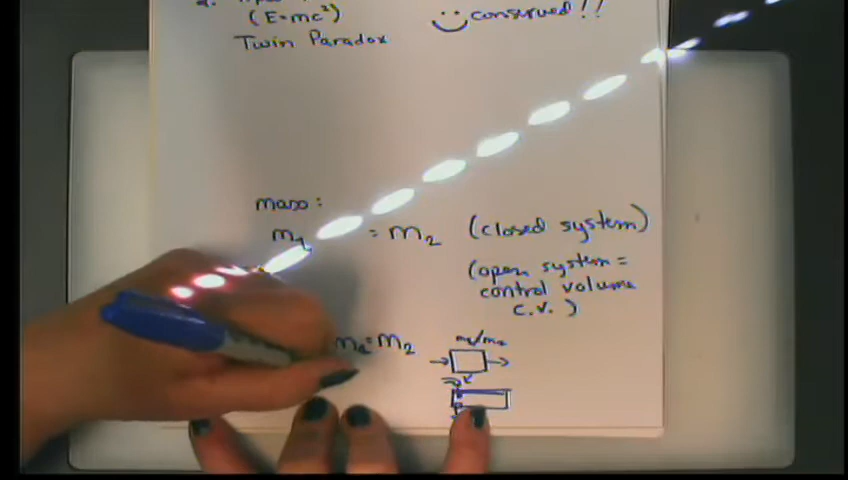 (E=mc²)
conserved!!
Twin Paradox
mass:
m₁ = m₂ (closed system)
(open system =
control volume
c.v.)
= m₂